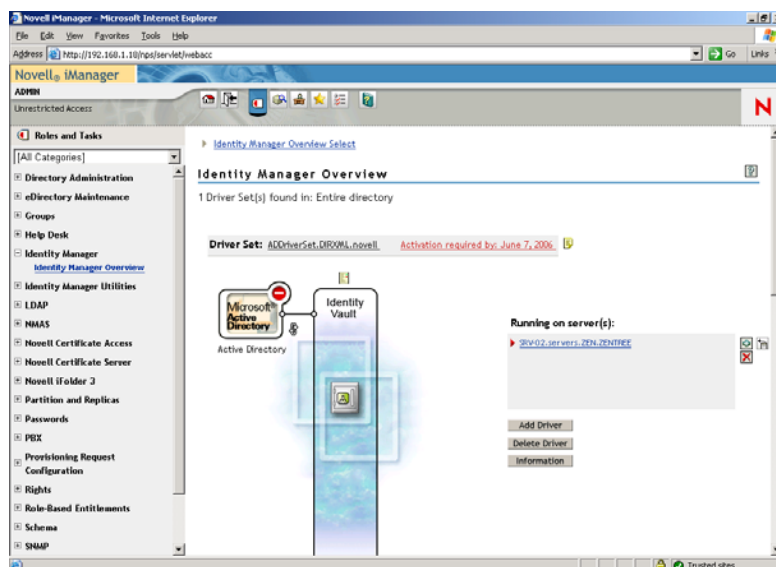 Novell iManager - Microsoft Internet Explorer
File Edit View Favorites Tools Help
Address http://192.168.1.10/nps/servlet/webacc Go Links
Novell® iManager
ADMIN
Unrestricted Access
N
Roles and Tasks
[All Categories]
Directory Administration
eDirectory Maintenance
Groups
Help Desk
Identity Manager
Identity Manager Overview
Identity Manager Utilities
LDAP
NMAS
Novell Certificate Access
Novell Certificate Server
Novell iFolder 3
Partition and Replicas
Passwords
PBX
Provisioning Request
Configuration
Rights
Role-Based Entitlements
Schema
SNMP
Identity Manager Overview Select
Identity Manager Overview
1 Driver Set(s) found in: Entire directory
Driver Set: ADDriverSet.DIRXML.novell Activation required by: June 7, 2006
Microsoft
Active
Directory
Active Directory
Identity
Vault
Running on server(s):
SRV-02.servers.ZEN.ZENTREE
Add Driver
Delete Driver
Information
Trusted sites